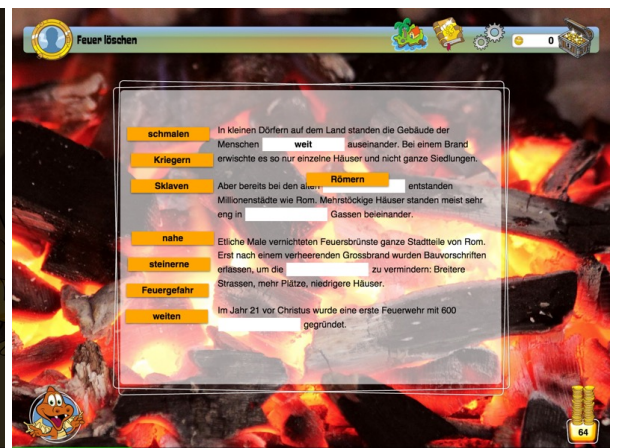 Feuer löschen
0
schmalen
Kriegern
Sklaven
nahe
steinerne
Feuergefahr
weiten
In kleinen Dörfern auf dem Land standen die Gebäude der
Menschen weit auseinander. Bei einem Brand
erwischte es so nur einzelne Häuser und nicht ganze Siedlungen.
Römern
Aber bereits bei den alten entstanden
Millionenstädte wie Rom. Mehrstöckige Häuser standen meist sehr
eng in Gassen beieinander.
Etliche Male vernichteten Feuersbrünste ganze Stadtteile von Rom.
Erst nach einem verheerenden Grossbrand wurden Bauvorschriften
erlassen, um die zu vermindern: Breitere
Strassen, mehr Plätze, niedrigere Häuser.
Im Jahr 21 vor Christus wurde eine erste Feuerwehr mit 600
gegründet.
64